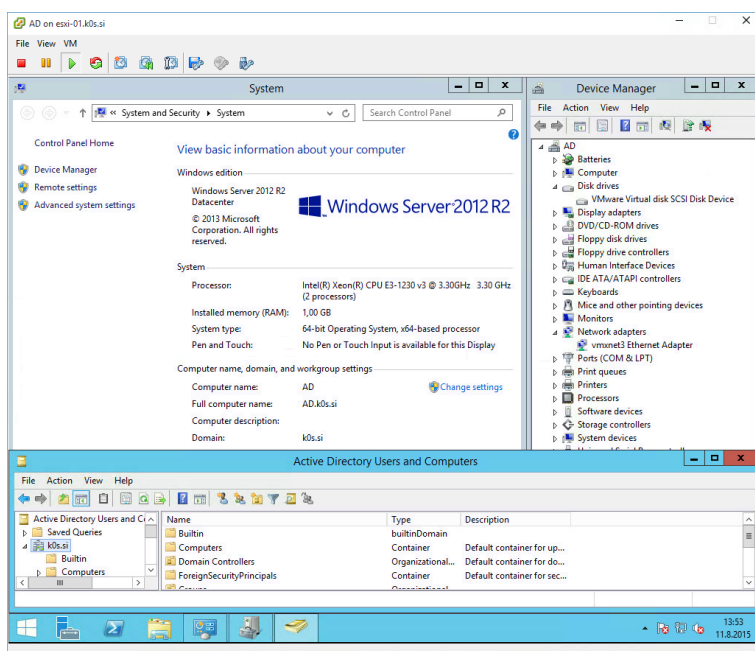 AD on esxi-01.k0s.si
File View VM
System
System and Security System
Search Control Panel
Control Panel Home
Device Manager
Remote settings
Advanced system settings
View basic information about your computer
Windows edition
Windows Server 2012 R2
Datacenter
© 2013 Microsoft
Corporation. All rights
reserved.
Windows Server 2012 R2
System
Processor: Intel(R) Xeon(R) CPU E3-1230 v3 @ 3.30GHz 3.30 GHz
(2 processors)
Installed memory (RAM): 1,00 GB
System type: 64-bit Operating System, x64-based processor
Pen and Touch: No Pen or Touch Input is available for this Display
Computer name, domain, and workgroup settings
Computer name: AD
Change settings
Full computer name: AD.k0s.si
Computer description:
Domain: k0s.si
Device Manager
File Action View Help
AD
Batteries
Computer
Disk drives
VMware Virtual disk SCSI Disk Device
Display adapters
DVD/CD-ROM drives
Floppy disk drives
Floppy drive controllers
Human Interface Devices
IDE ATA/ATAPI controllers
Keyboards
Mice and other pointing devices
Monitors
Network adapters
vmxnet3 Ethernet Adapter
Ports (COM & LPT)
Print queues
Printers
Processors
Software devices
Storage controllers
System devices
Active Directory Users and Computers
File Action View Help
Active Directory Users and C
Saved Queries
k0s.si
Builtin
Computers
Name Type Description
Builtin builtinDomain
Computers Container Default container for up...
Domain Controllers Organizational... Default container for do...
ForeignSecurityPrincipals Container Default container for sec...
13:53
11.8.2015